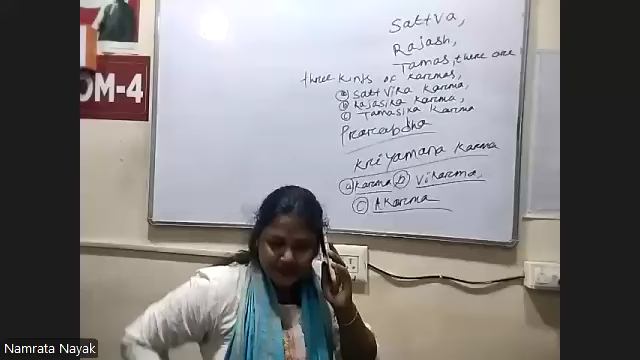 Sattva,
Rajash,
Tamas, there are
three kinds of Karmas,
(a) Sattvika Karma,
(b) Rajasika Karma,
(c) Tamasika Karma
Prarabdha
Kriyamana Karma
(a) Karma (b) Vikarma,
(c) Akarma
OM-4
Namrata Nayak